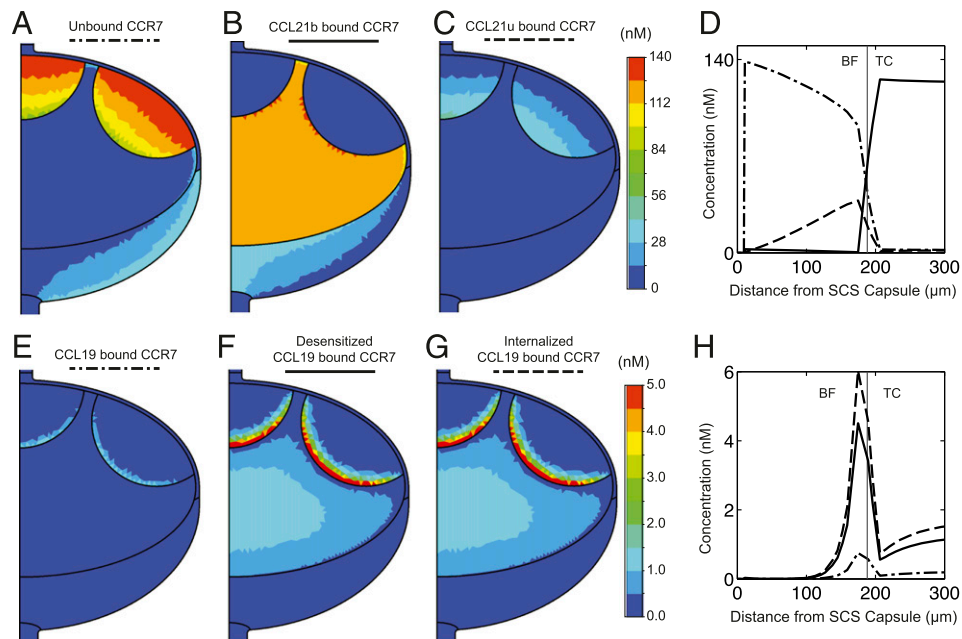 A
Unbound CCR7
B
CCL21b bound CCR7
C
CCL21u bound CCR7
(nM)
140
112
84
56
28
0
D
140
0
BF
TC
Concentration (nM)
0
100
200
300
Distance from SCS Capsule (µm)
E
CCL19 bound CCR7
F
Desensitized
CCL19 bound CCR7
G
Internalized
CCL19 bound CCR7
(nM)
5.0
4.0
3.0
2.0
1.0
0.0
H
6
4
2
0
BF
TC
Concentration (nM)
0
100
200
300
Distance from SCS Capsule (µm)